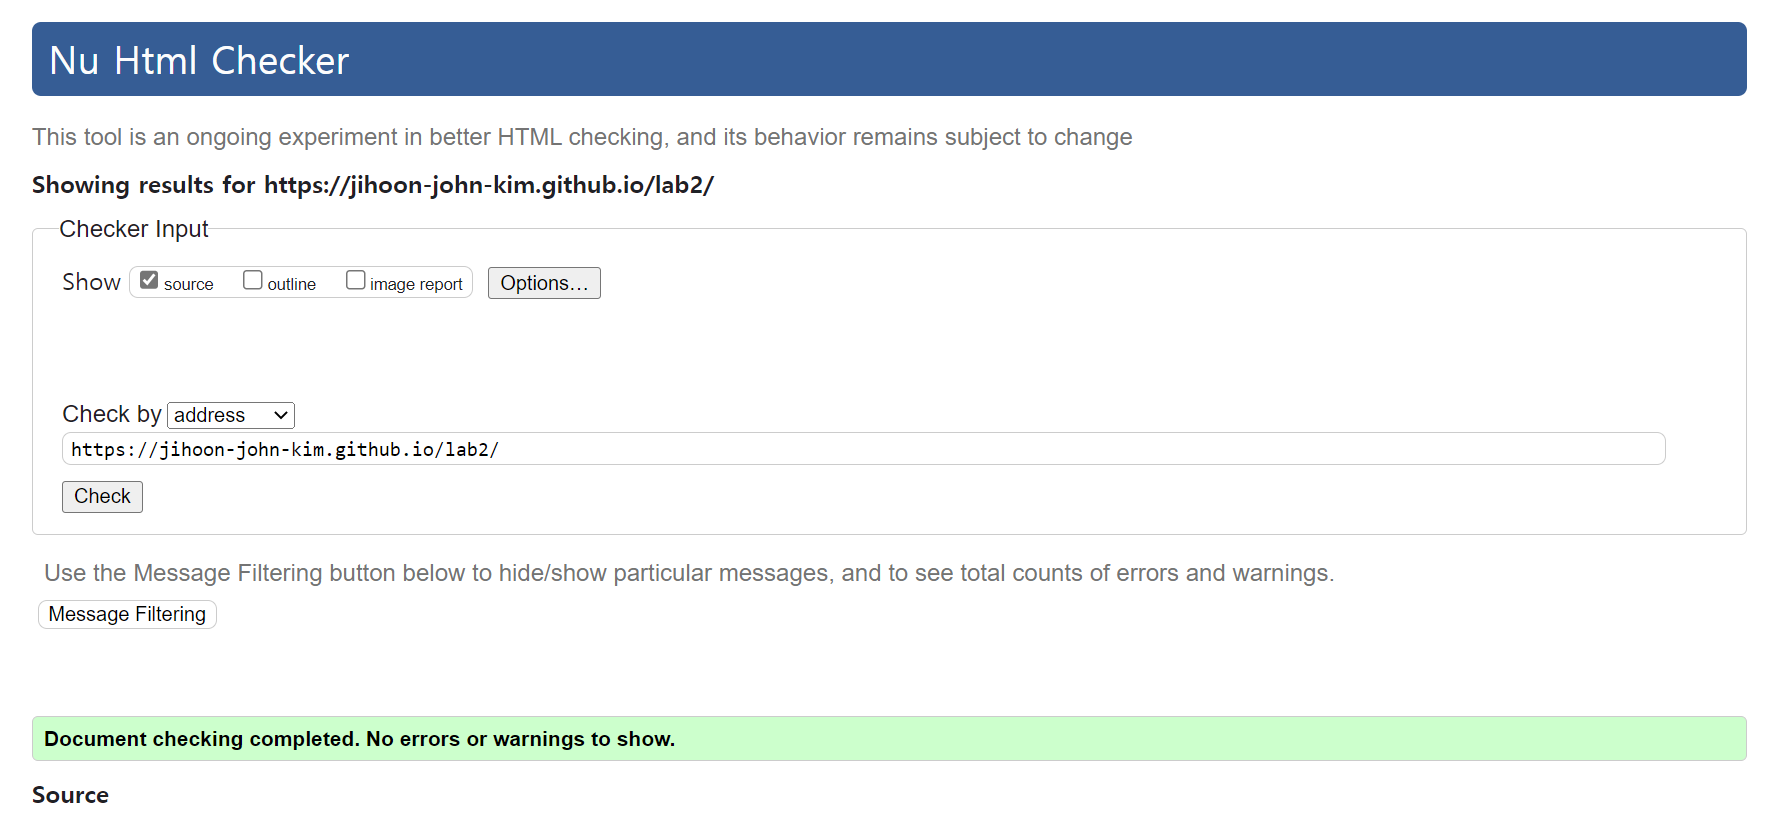 Nu Html Checker
This tool is an ongoing experiment in better HTML checking, and its behavior remains subject to change
Showing results for https://jihoon-john-kim.github.io/lab2/
Checker Input
Show source outline image report Options...
Check by address
https://jihoon-john-kim.github.io/lab2/
Check
Use the Message Filtering button below to hide/show particular messages, and to see total counts of errors and warnings.
Message Filtering
Document checking completed. No errors or warnings to show.
Source